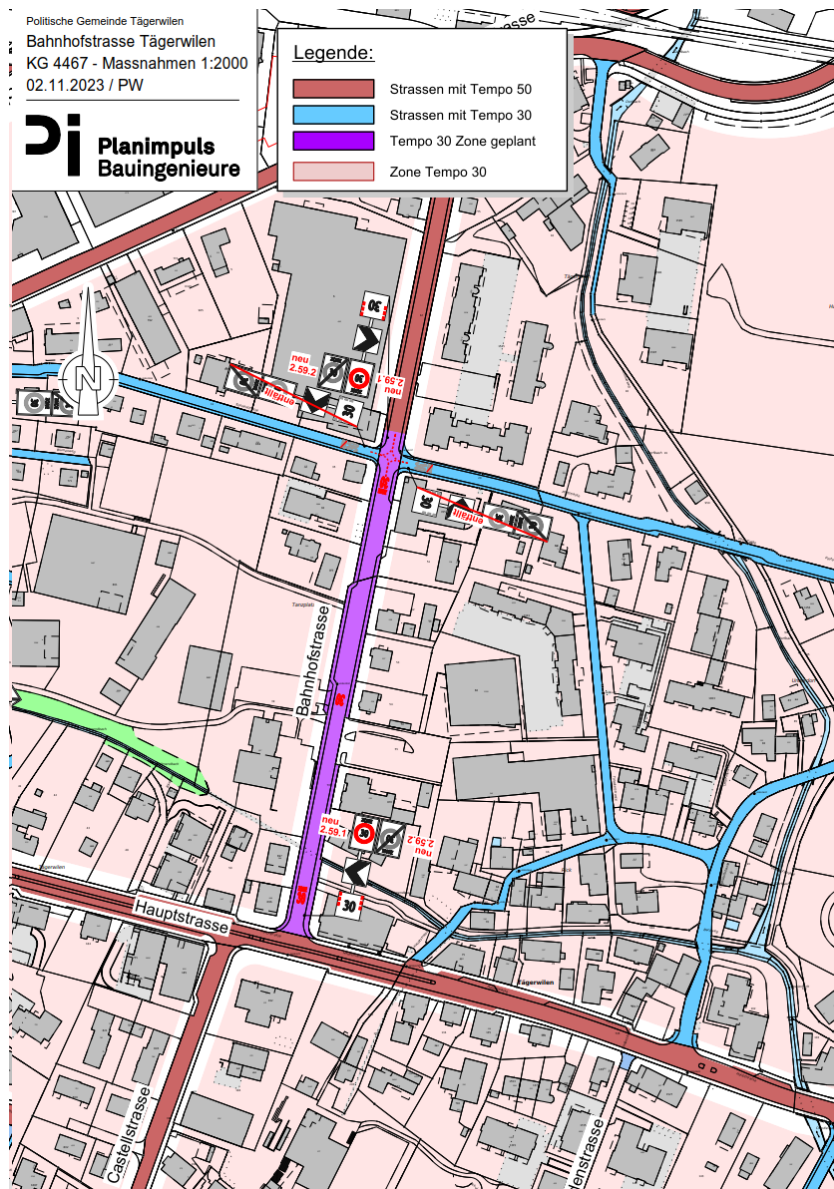 Politische Gemeinde Tägerwilen
Bahnhofstrasse Tägerwilen
KG 4467 - Massnahmen 1:2000
02.11.2023 / PW
Planimpuls
Bauingenieure
Legende:
Strassen mit Tempo 50
Strassen mit Tempo 30
Tempo 30 Zone geplant
Zone Tempo 30
30
neu
2.59.2
neu
2.59.1
30
entfällt
30
entfällt
Bahnhofstrasse
neu
2.59.1
30
neu
2.59.2
30
Hauptstrasse
Tägerwilen
Tägerwilen
Castellstrasse
N